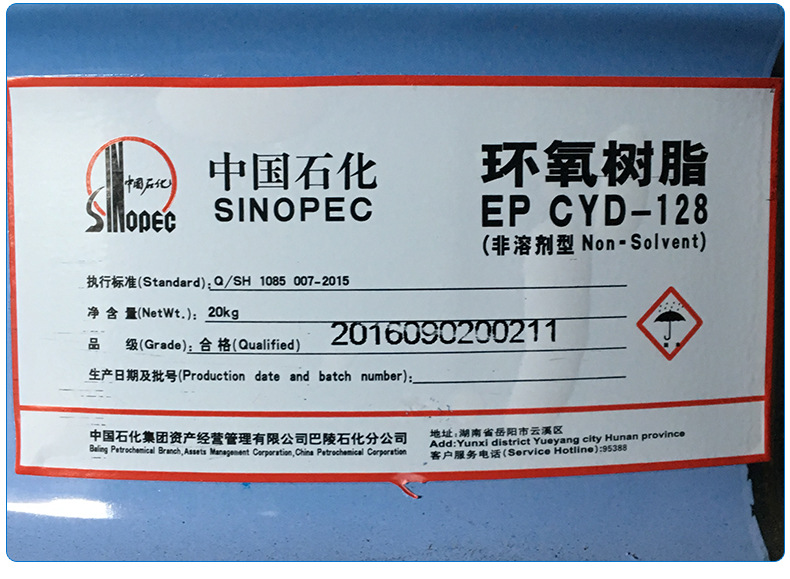 中国石化
SINOPEC
中国石化
SINOPEC
环氧树脂
EP CYD-128
(非溶剂型 Non-Solvent)
执行标准(Standard): Q/SH 1085 007-2015
净含量(NetWt.): 20kg
品 级(Grade): 合格(Qualified)
2016090200211
生产日期及批号(Production date and batch number):
中国石化集团资产经营管理有限公司巴陵石化分公司
Baling Petrochemical Branch,Assets Management Corporation,China Petrochemical Corporation
地址:湖南省岳阳市云溪区
Add:Yunxi district Yueyang city Hunan province
客户服务电话(Service Hotline):95388